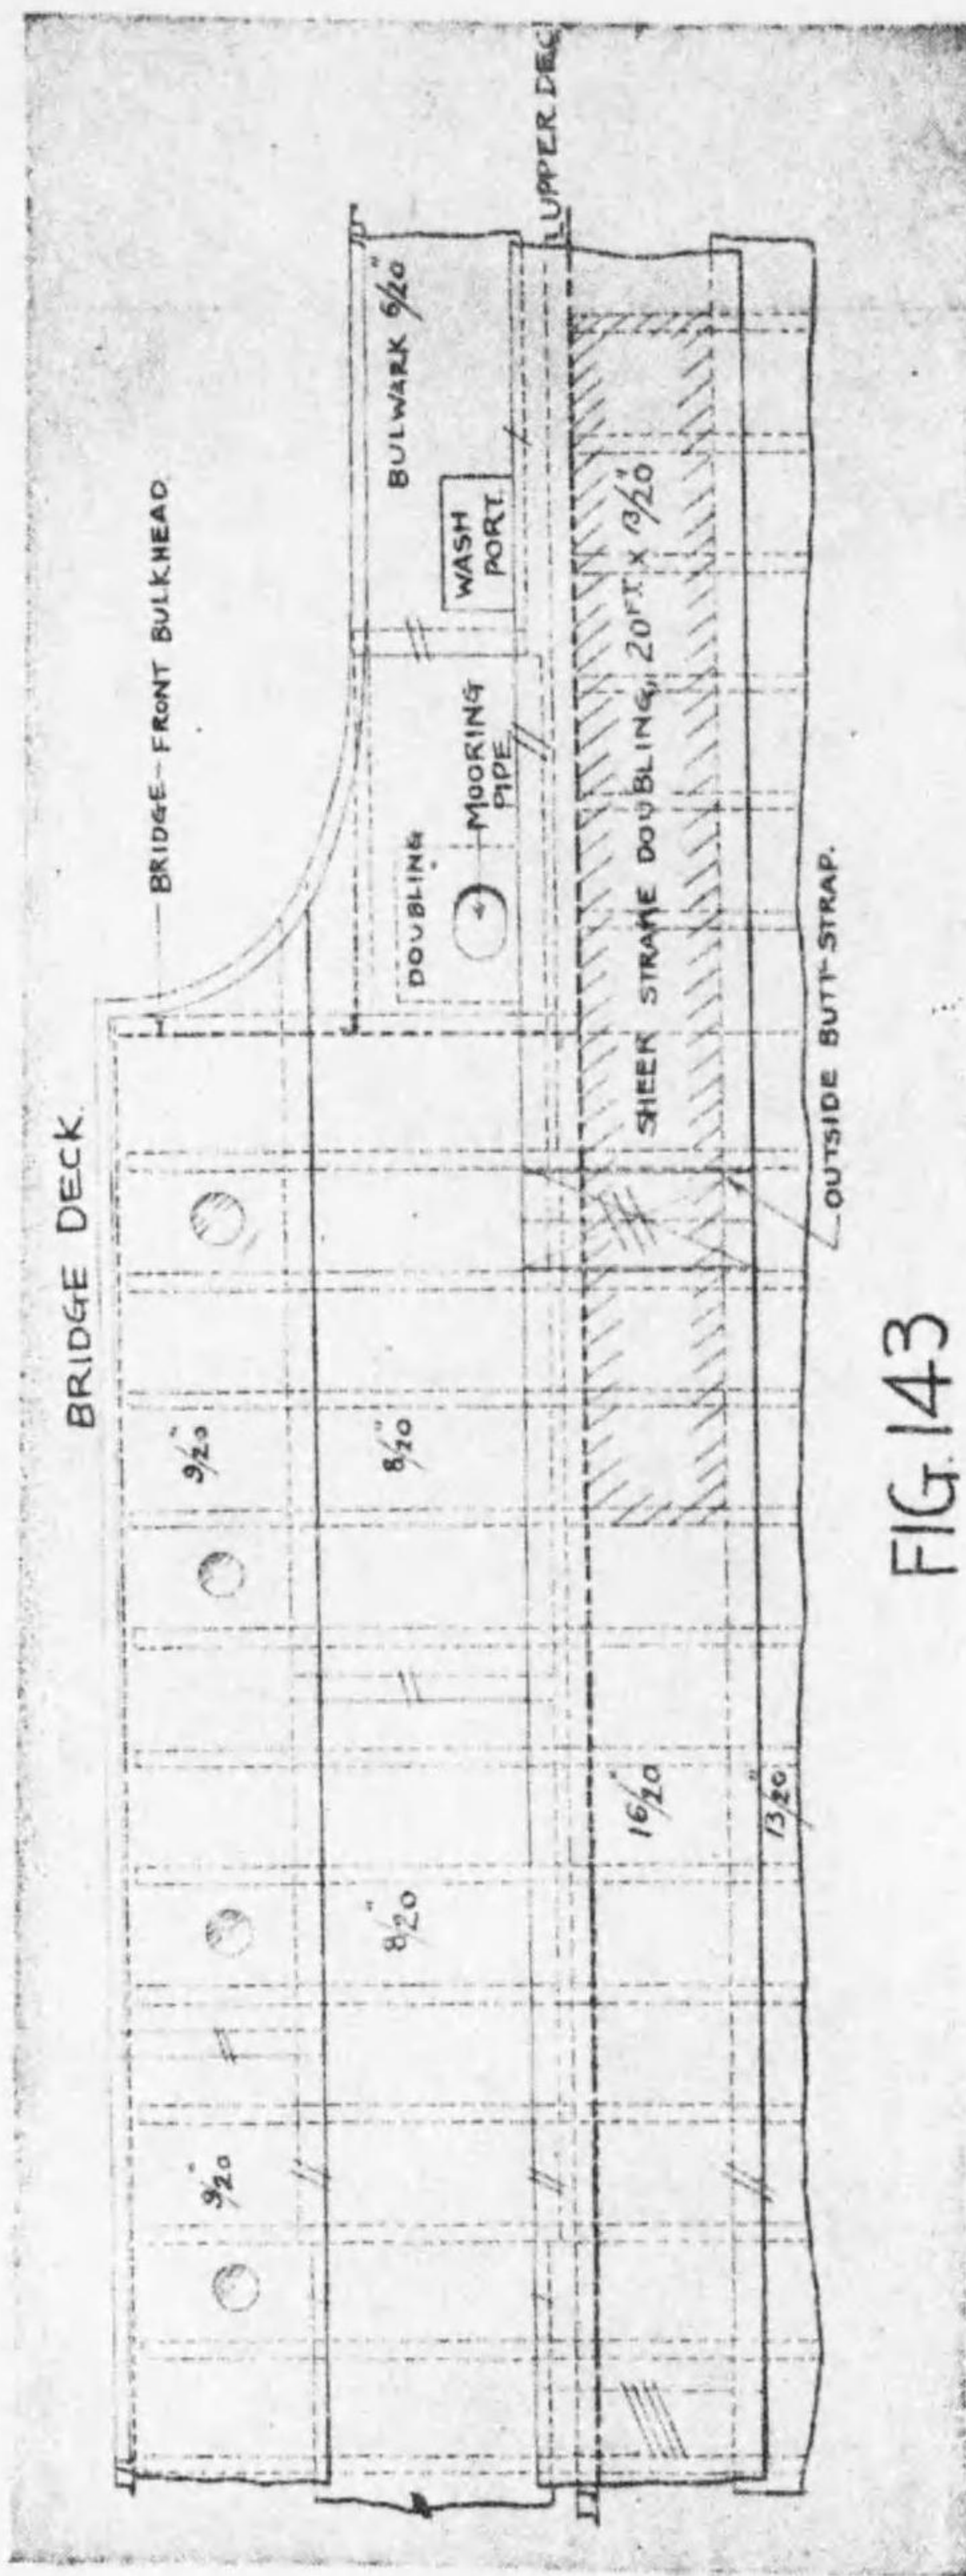 BRIDGE DECK.
BRIDGE-FRONT BULKHEAD.
9/20"
9/20"
8/20"
8/20"
DOUBLING
MOORING
PIPE.
BULWARK 6/20"
WASH
PORT.
UPPER DEC
SHEER STRAKE DOUBLING, 20FT X 13/20"
16/20"
13/20"
OUTSIDE BUTT-STRAP.
FIG. 143